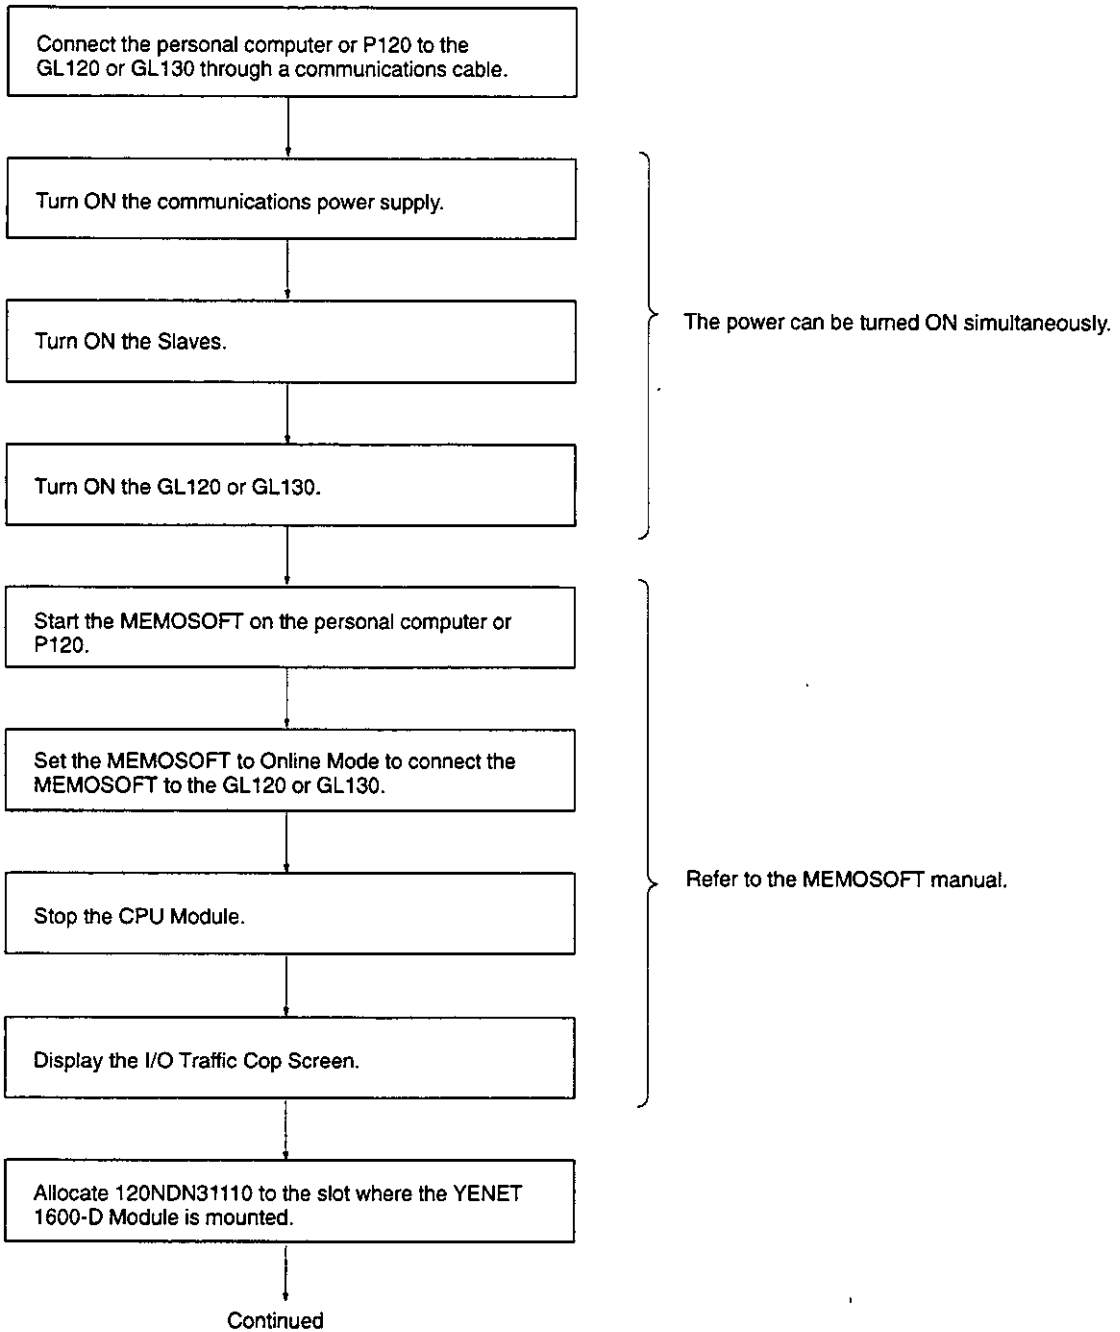 Connect the personal computer or P120 to the
GL120 or GL130 through a communications cable.
Turn ON the communications power supply.
Turn ON the Slaves.
The power can be turned ON simultaneously.
Turn ON the GL120 or GL130.
Start the MEMOSOFT on the personal computer or
P120.
Set the MEMOSOFT to Online Mode to connect the
MEMOSOFT to the GL120 or GL130.
Refer to the MEMOSOFT manual.
Stop the CPU Module.
Display the I/O Traffic Cop Screen.
Allocate 120NDN31110 to the slot where the YENET
1600-D Module is mounted.
Continued